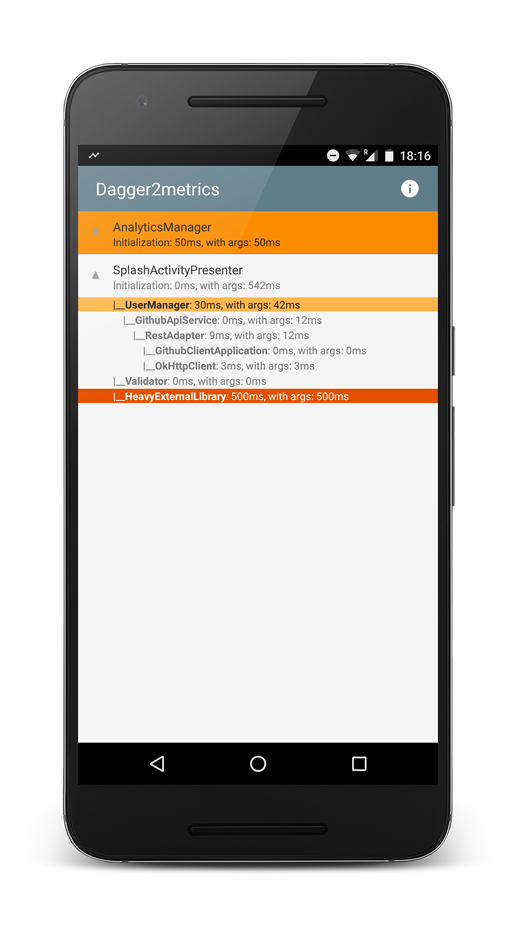 R 18:16
Dagger2metrics
AnalyticsManager
Initialization: 50ms, with args: 50ms
SplashActivityPresenter
Initialization: 0ms, with args: 542ms
|__UserManager: 30ms, with args: 42ms
|__GithubApiService: 0ms, with args: 12ms
|__RestAdapter: 9ms, with args: 12ms
|__GithubClientApplication: 0ms, with args: 0ms
|__OkHttpClient: 3ms, with args: 3ms
|__Validator: 0ms, with args: 0ms
|__HeavyExternalLibrary: 500ms, with args: 500ms